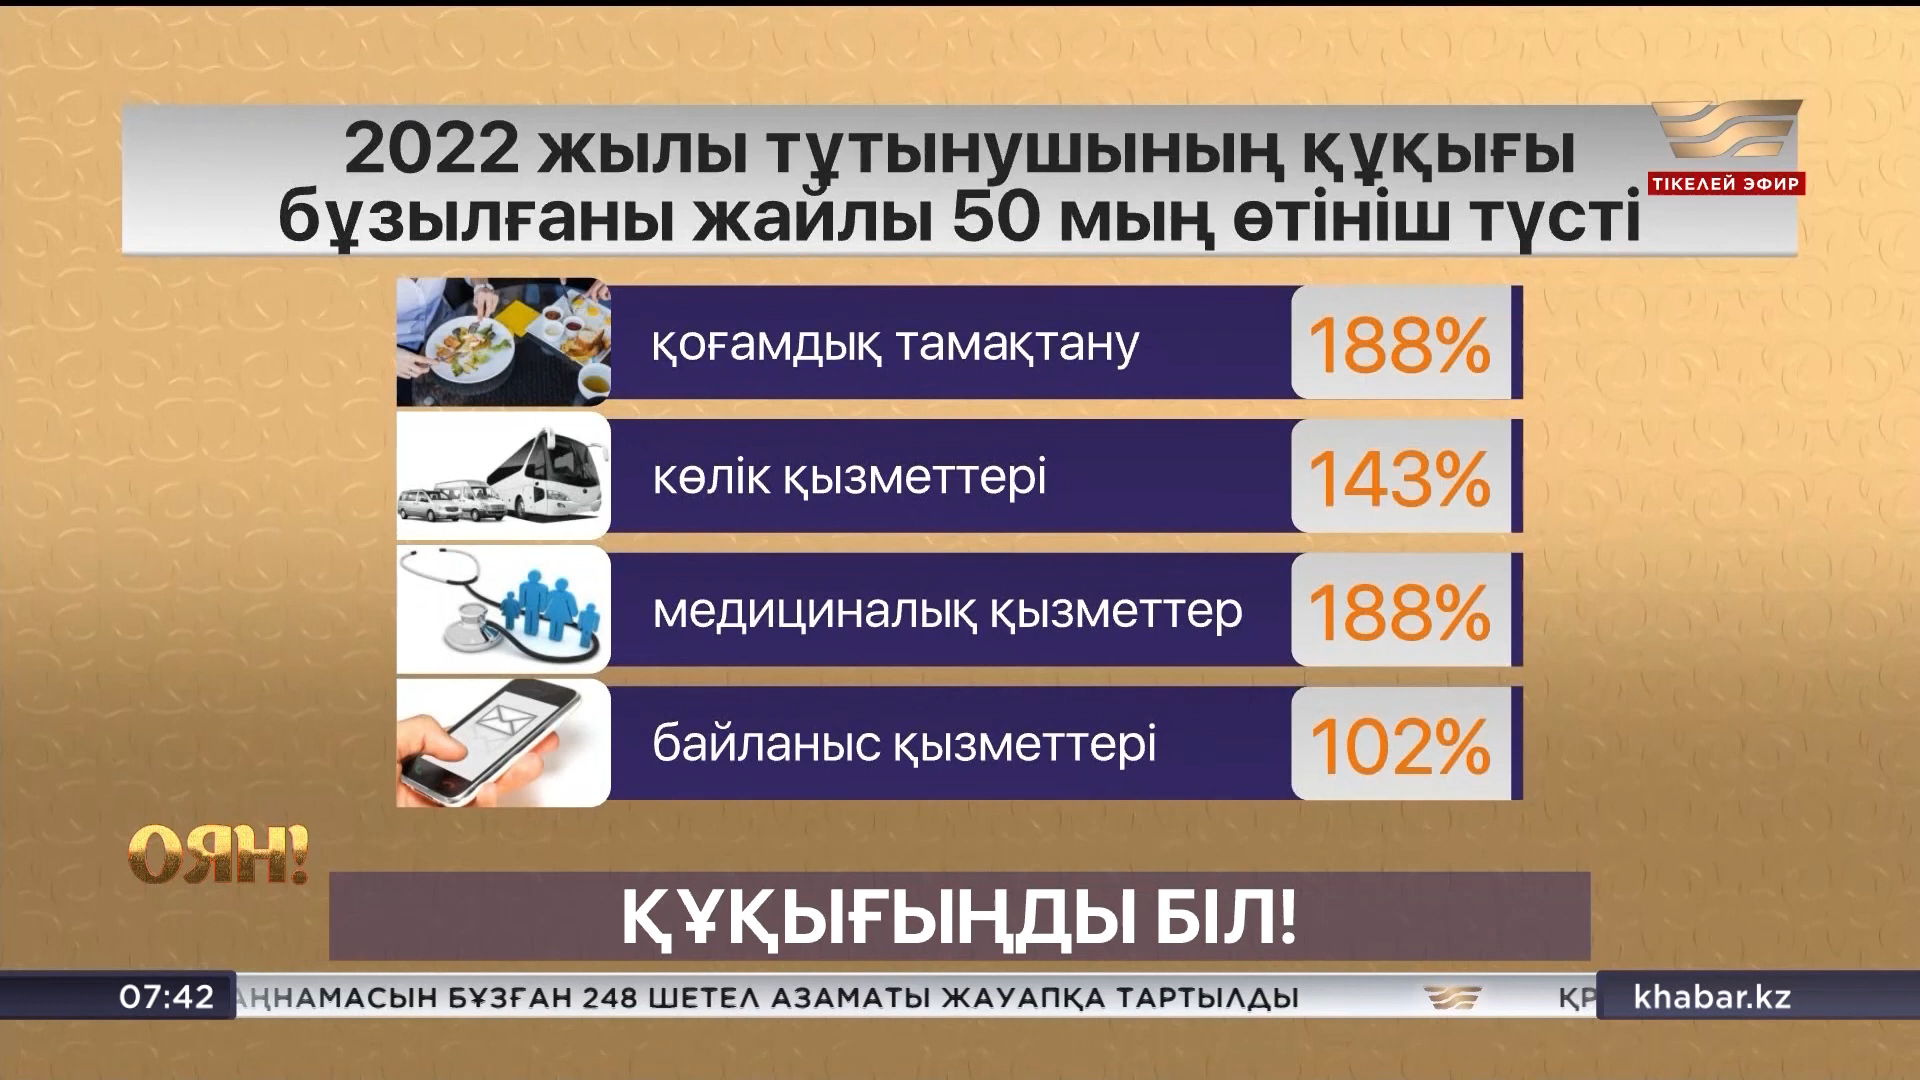 2022 жылы тұтынушының құқығы
бұзылғаны жайлы 50 мың өтініш түсті
ТІКЕЛЕЙ ЭФИР
қоғамдық тамақтану 188%
көлік қызметтері 143%
медициналық қызметтер 188%
байланыс қызметтері 102%
ОЯН!
ҚҰҚЫҒЫҢДЫ БІЛ!
07:42 АҢНАМАСЫН БҰЗҒАН 248 ШЕТЕЛ АЗАМАТЫ ЖАУАПҚА ТАРТЫЛДЫ ҚР khabar.kz